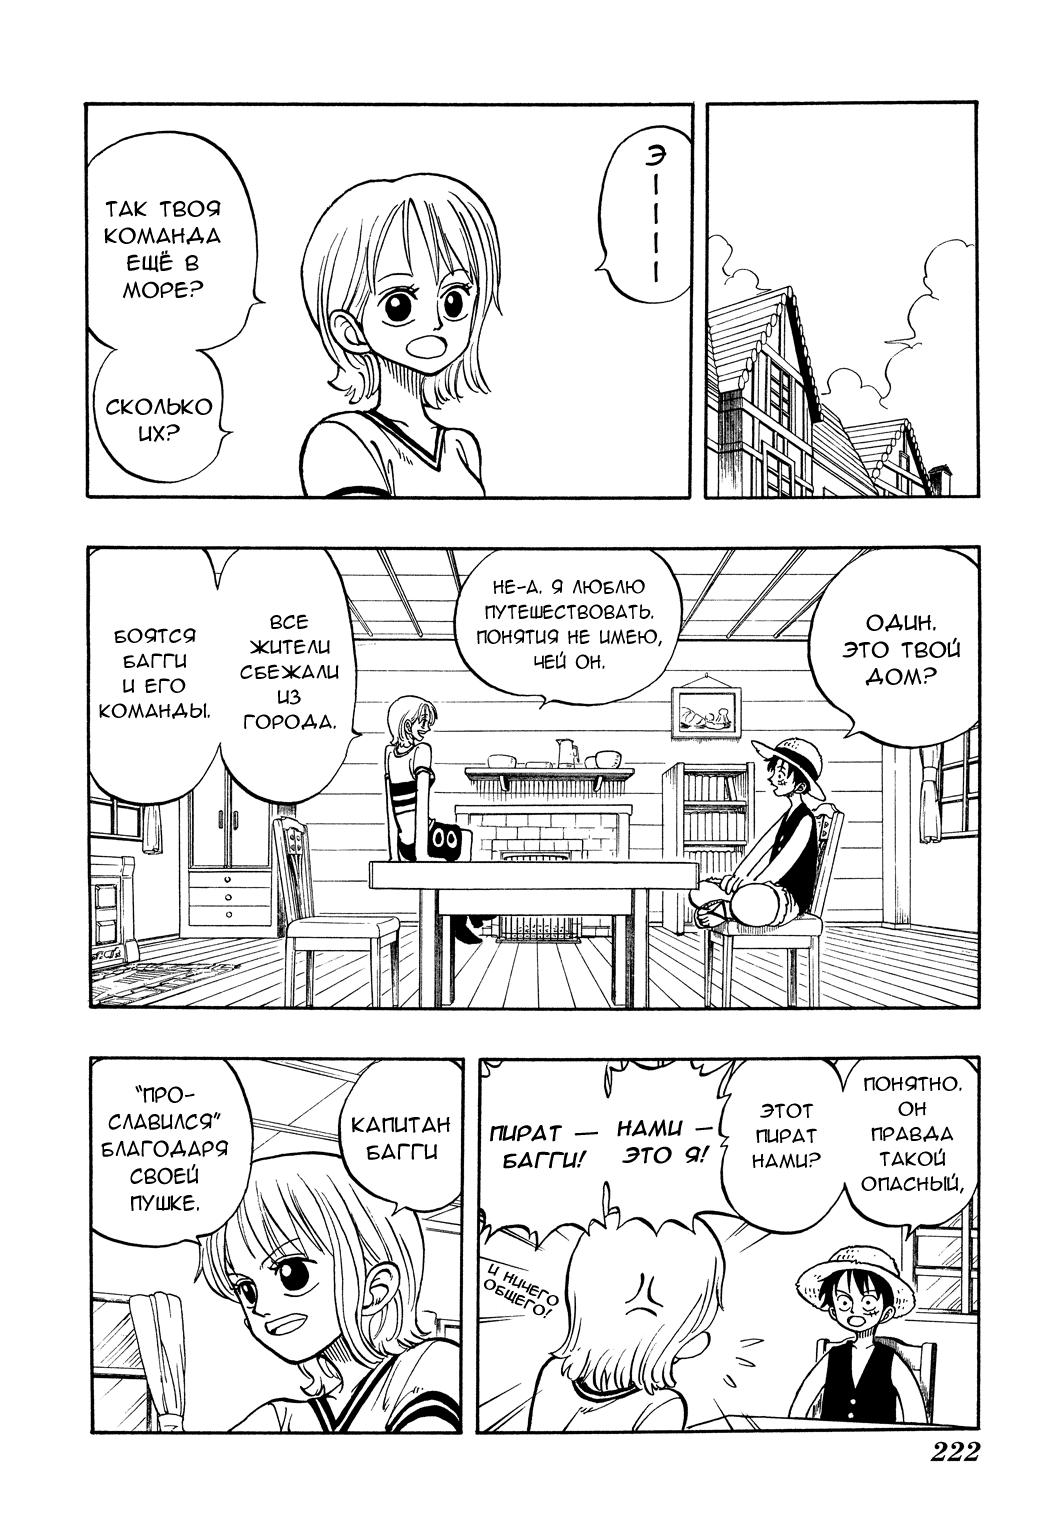 Э
–
–
–
–
ТАК ТВОЯ
КОМАНДА
ЕЩЁ В
МОРЕ?
СКОЛЬКО
ИХ?
ОДИН.
ЭТО ТВОЙ
ДОМ?
НЕ-А. Я ЛЮБЛЮ
ПУТЕШЕСТВОВАТЬ.
ПОНЯТИЯ НЕ ИМЕЮ,
ЧЕЙ ОН.
ВСЕ
ЖИТЕЛИ
СБЕЖАЛИ
ИЗ
ГОРОДА.
БОЯТСЯ
БАГГИ
И ЕГО
КОМАНДЫ.
ПОНЯТНО.
ОН
ПРАВДА
ТАКОЙ
ОПАСНЫЙ,
ЭТОТ
ПИРАТ
НАМИ?
НАМИ –
ЭТО Я!
ПИРАТ –
БАГГИ!
И НИЧЕГО
ОБЩЕГО!
КАПИТАН
БАГГИ
"ПРО-
СЛАВИЛСЯ"
БЛАГОДАРЯ
СВОЕЙ
ПУШКЕ.
222